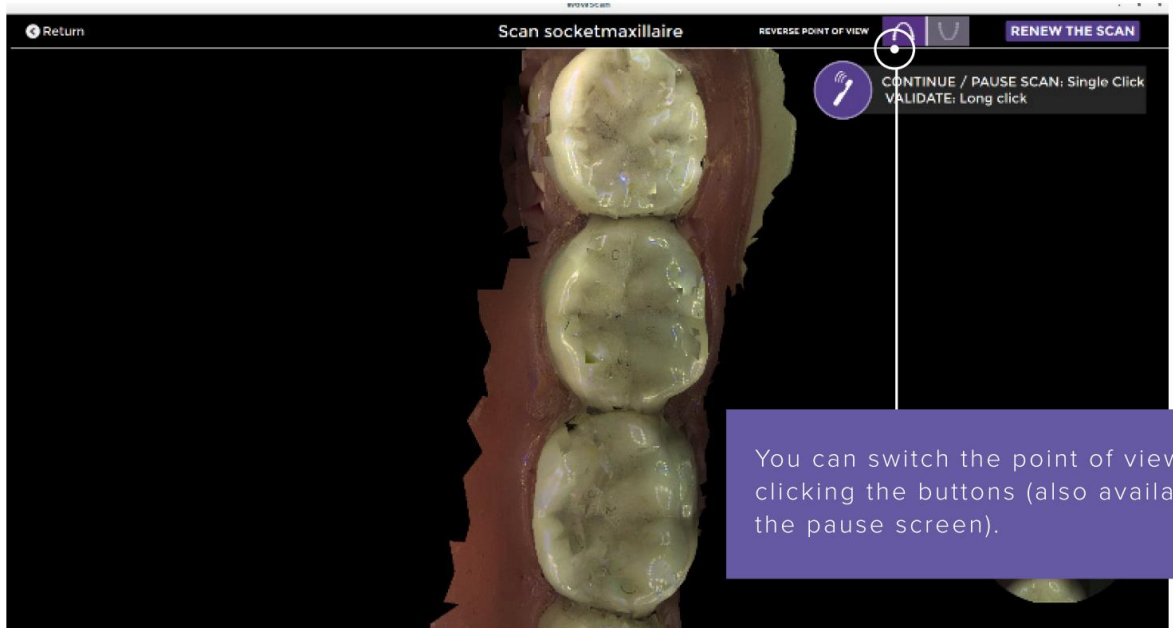 WowScan
Return
Scan socketmaxillaire
REVERSE POINT OF VIEW
RENEW THE SCAN
CONTINUE / PAUSE SCAN: Single Click
VALIDATE: Long click
You can switch the point of view
clicking the buttons (also availa
the pause screen).